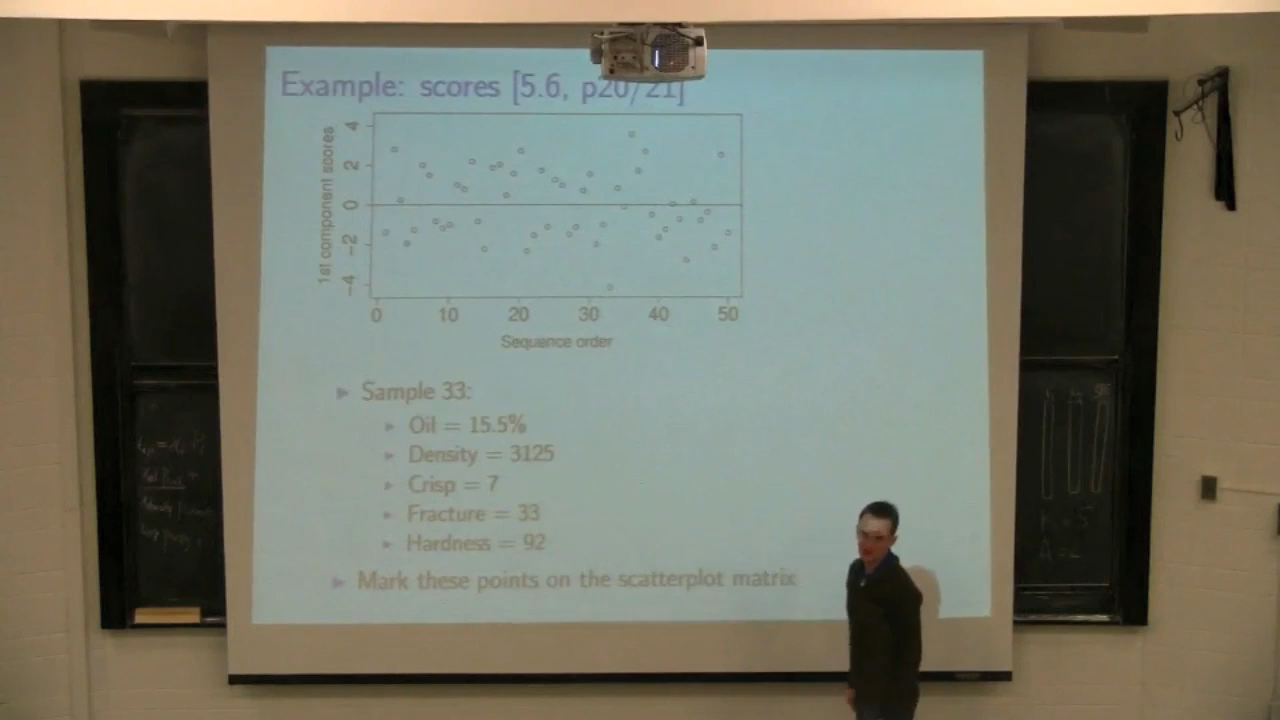 Example: scores [5.6, p20/21]
1st component scores
4
2
0
−2
−4
0 10 20 30 40 50
Sequence order
► Sample 33:
► Oil = 15.5%
► Density = 3125
► Crisp = 7
► Fracture = 33
► Hardness = 92
► Mark these points on the scatterplot matrix
K = 5
A = 2